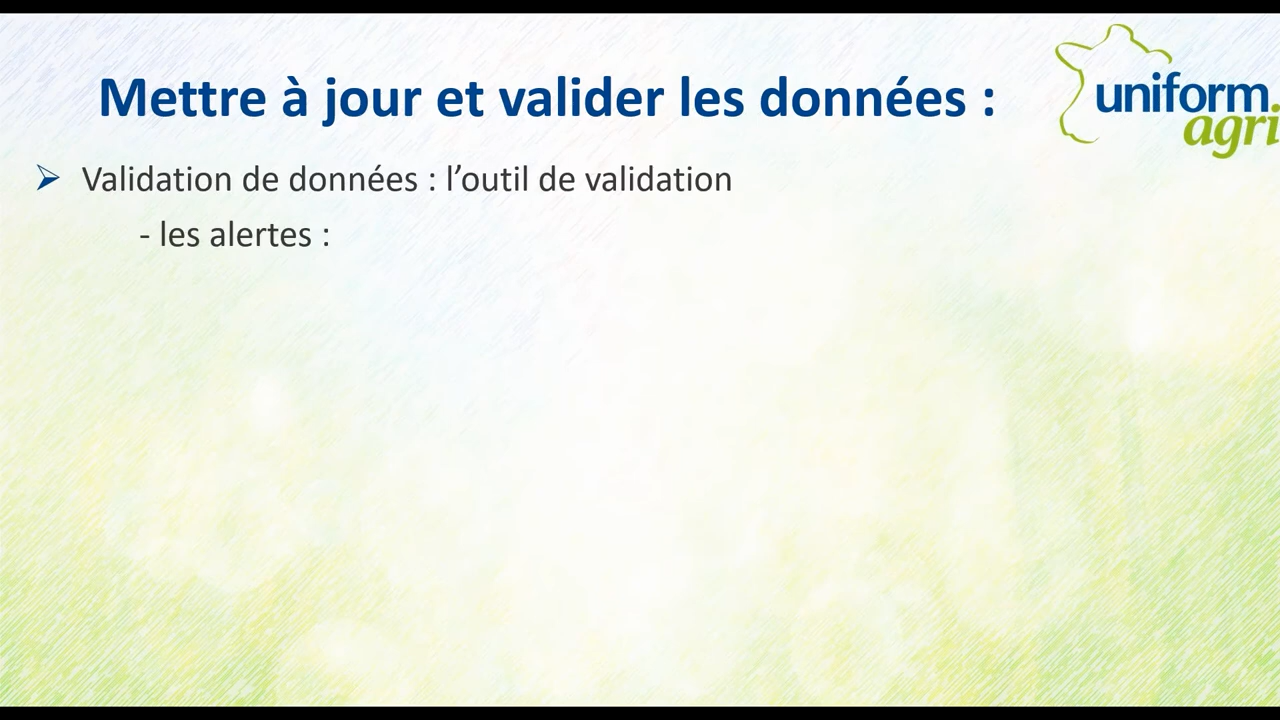 Mettre à jour et valider les données :
uniform.
agri
Validation de données : l’outil de validation
- les alertes :